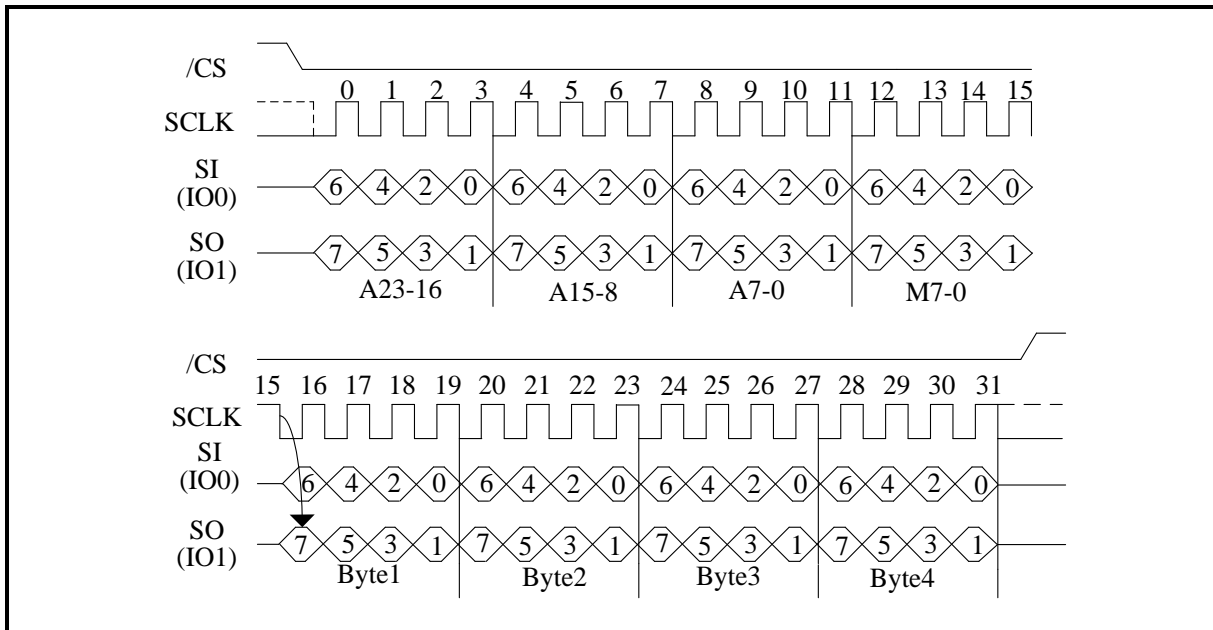 /CS
0 1 2 3 4 5 6 7 8 9 10 11 12 13 14 15
SCLK
SI
(IO0)
6 4 2 0 6 4 2 0 6 4 2 0 6 4 2 0
SO
(IO1)
7 5 3 1 7 5 3 1 7 5 3 1 7 5 3 1
A23-16 A15-8 A7-0 M7-0
/CS
15 16 17 18 19 20 21 22 23 24 25 26 27 28 29 30 31
SCLK
SI
(IO0)
6 4 2 0 6 4 2 0 6 4 2 0 6 4 2 0
SO
(IO1)
7 5 3 1 7 5 3 1 7 5 3 1 7 5 3 1
Byte1 Byte2 Byte3 Byte4